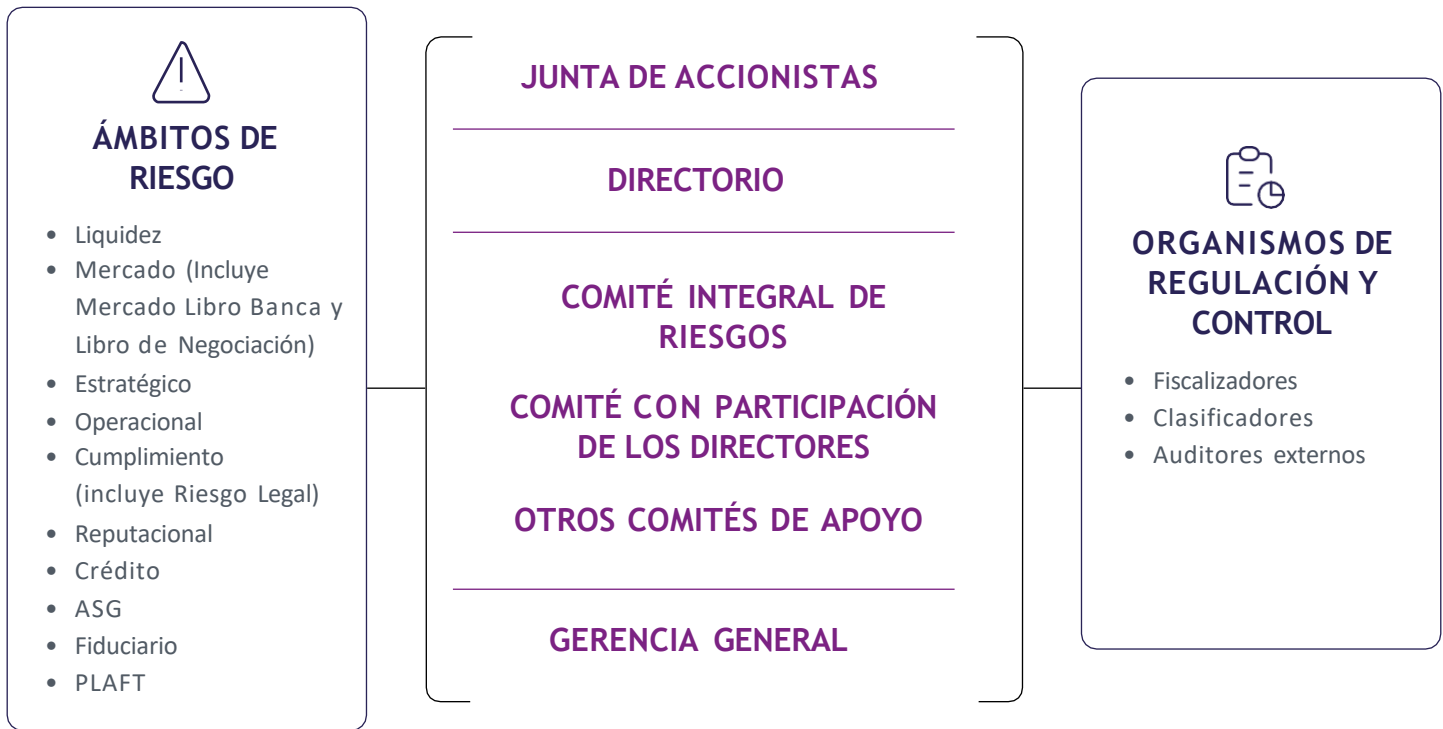 ÁMBITOS DE
RIESGO
• Liquidez
• Mercado (Incluye
Mercado Libro Banca y
Libro de Negociación)
• Estratégico
• Operacional
• Cumplimiento
(incluye Riesgo Legal)
• Reputacional
• Crédito
• ASG
• Fiduciario
• PLAFT
JUNTA DE ACCIONISTAS
DIRECTORIO
COMITÉ INTEGRAL DE
RIESGOS
COMITÉ CON PARTICIPACIÓN
DE LOS DIRECTORES
OTROS COMITÉS DE APOYO
GERENCIA GENERAL
ORGANISMOS DE
REGULACIÓN Y
CONTROL
• Fiscalizadores
• Clasificadores
• Auditores externos